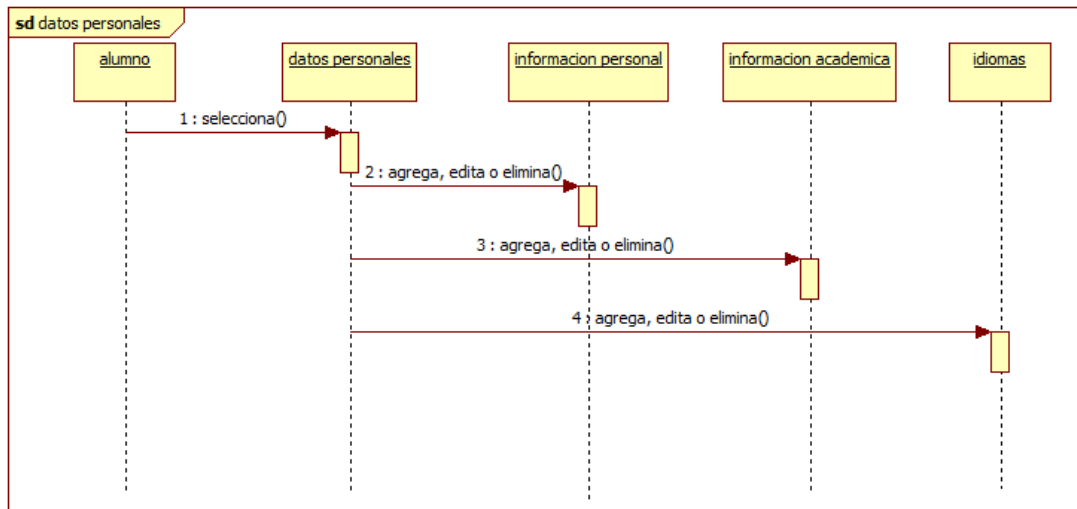 sd datos personales
alumno
datos personales
informacion personal
informacion academica
idiomas
1 : selecciona()
2 : agrega, edita o elimina()
3 : agrega, edita o elimina()
4 : agrega, edita o elimina()